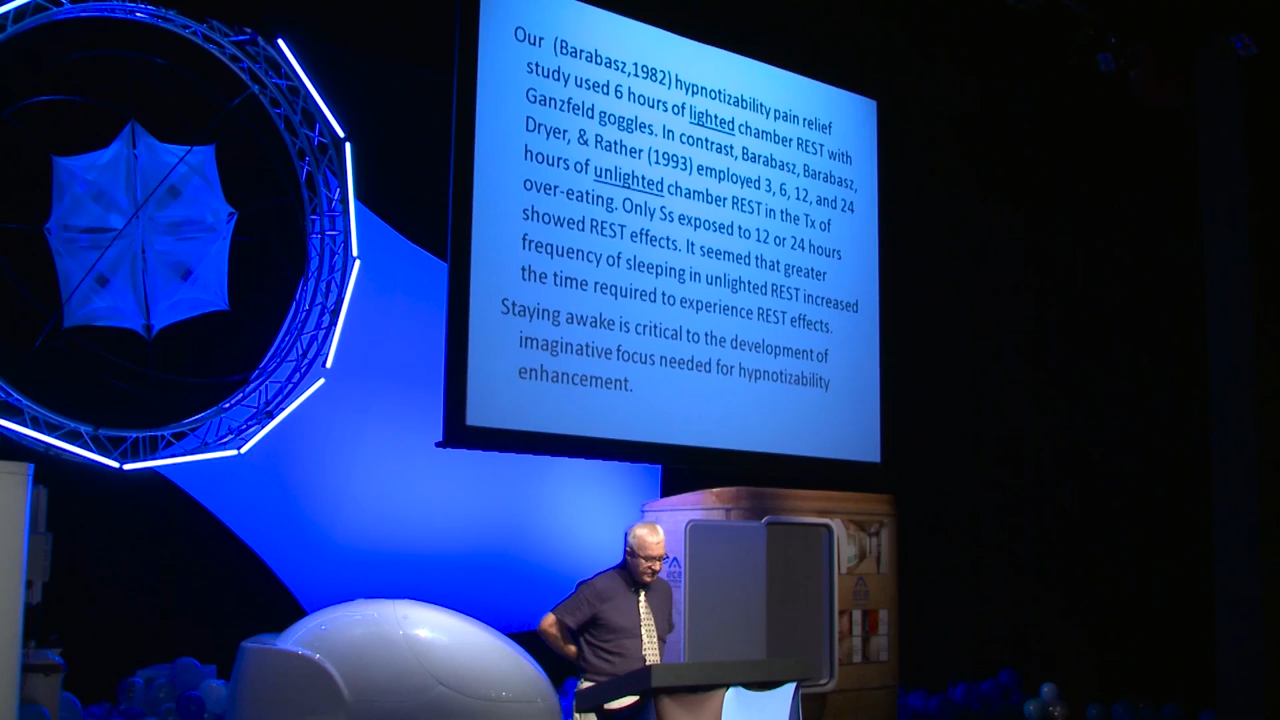 Our (Barabasz,1982) hypnotizability pain relief
study used 6 hours of lighted chamber REST with
Ganzfeld goggles. In contrast, Barabasz, Barabasz,
Dryer, & Rather (1993) employed 3, 6, 12, and 24
hours of unlighted chamber REST in the Tx of
over-eating. Only Ss exposed to 12 or 24 hours
showed REST effects. It seemed that greater
frequency of sleeping in unlighted REST increased
the time required to experience REST effects.
Staying awake is critical to the development of
imaginative focus needed for hypnotizability
enhancement.